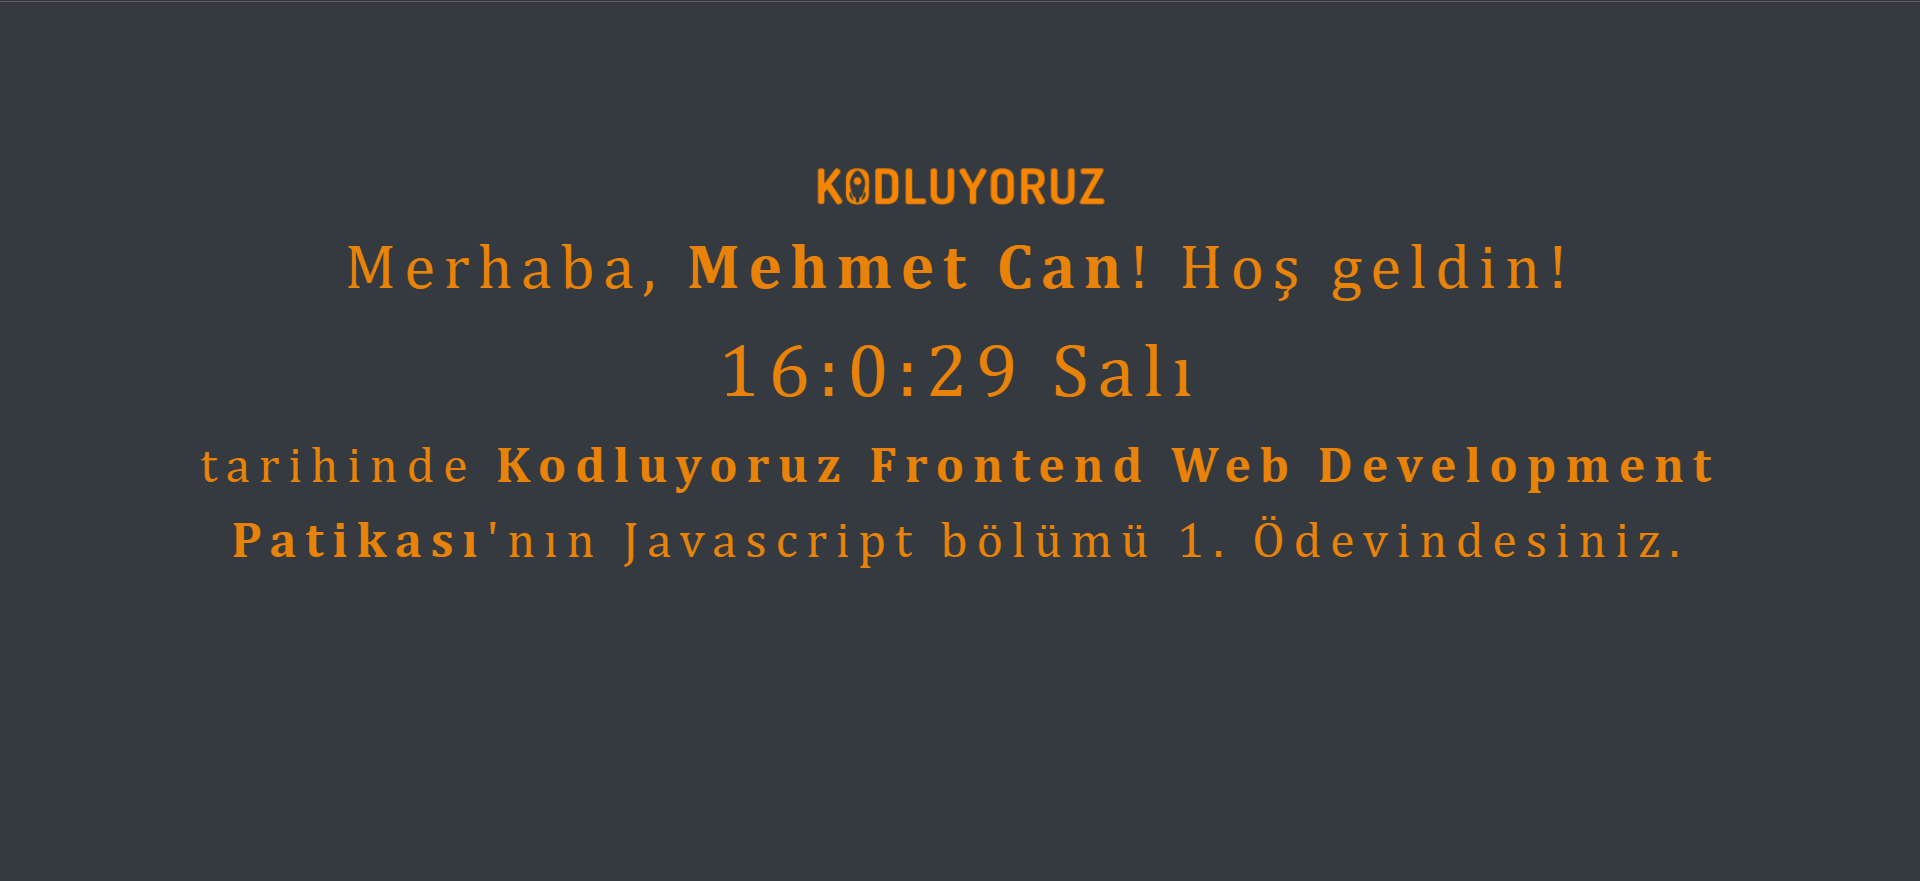 KODLUYORUZ
Merhaba, Mehmet Can! Hoş geldin!
16:0:29 Salı
tarihinde Kodluyoruz Frontend Web Development
Patikası'nın Javascript bölümü 1. Ödevindesiniz.